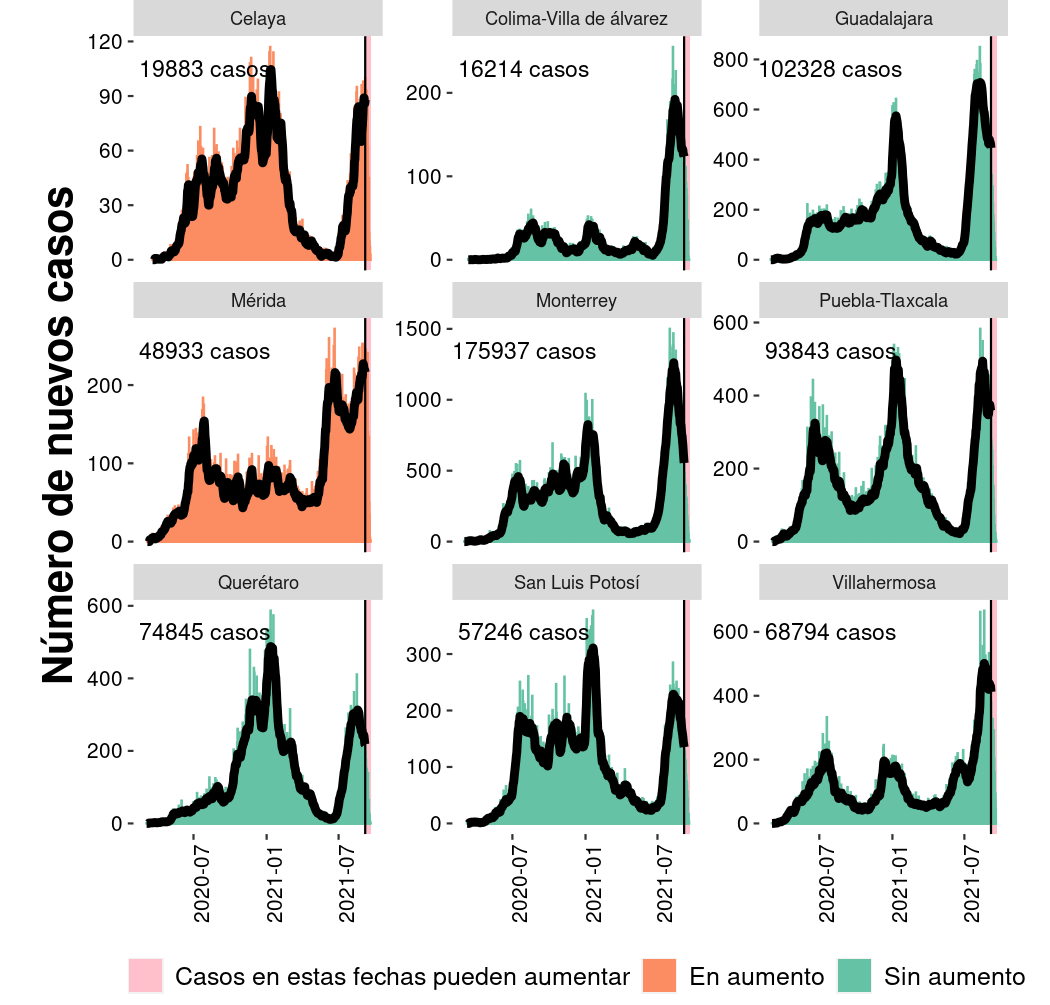 Número de nuevos casos
Celaya
19883 casos
120
90
60
30
0
Colima-Villa de álvarez
16214 casos
200
100
0
Guadalajara
102328 casos
800
600
400
200
0
Mérida
48933 casos
200
100
0
Monterrey
175937 casos
1500
1000
500
0
Puebla-Tlaxcala
93843 casos
600
400
200
0
Querétaro
74845 casos
600
400
200
0
2020-07
2021-01
2021-07
San Luis Potosí
57246 casos
300
200
100
0
2020-07
2021-01
2021-07
Villahermosa
68794 casos
600
400
200
0
2020-07
2021-01
2021-07
Casos en estas fechas pueden aumentar
En aumento
Sin aumento